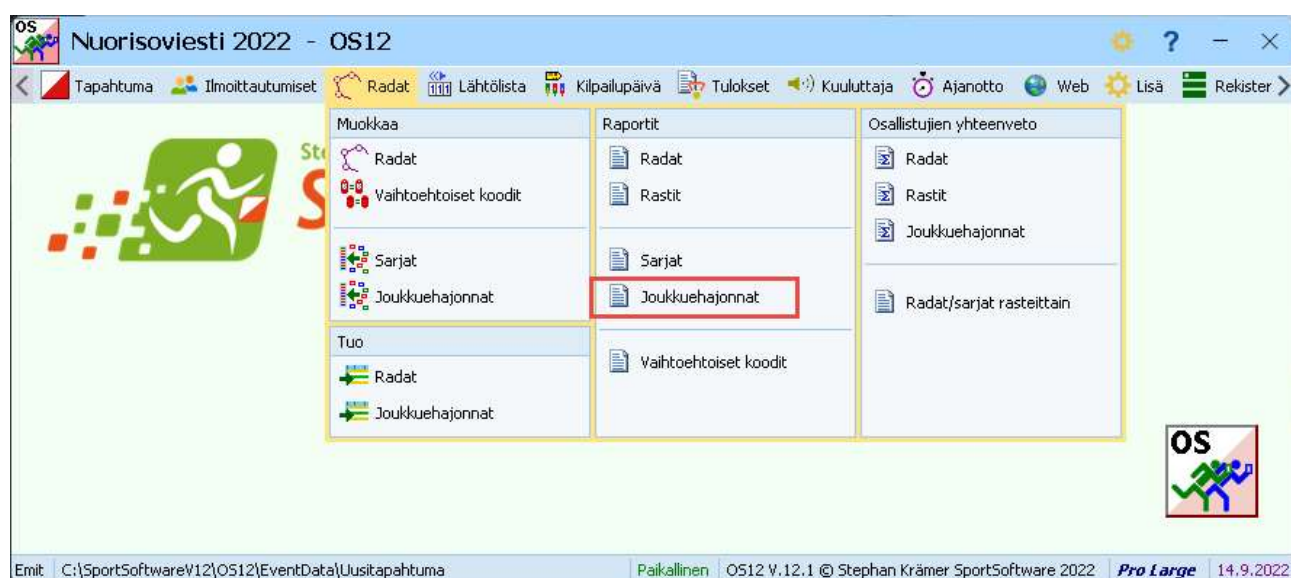 OS
Nuorisoviesti 2022 - OS12
Tapahtuma Ilmoittautumiset Radat Lähtölista Kilpailupäivä Tulokset Kuuluttaja Ajanotto Web Lisä Rekister
Muokkaa
Radat
Vaihtoehtoiset koodit
Sarjat
Joukkuehajonnat
Tuo
Radat
Joukkuehajonnat
Raportit
Radat
Rastit
Sarjat
Joukkuehajonnat
Vaihtoehtoiset koodit
Osallistujien yhteenveto
Radat
Rastit
Joukkuehajonnat
Radat/sarjat rasteittain
Ste
S
OS
Emit C:\SportSoftwareV12\OS12\EventData\Uusitapahtuma Paikallinen OS12 V.12.1 © Stephan Krämer SportSoftware 2022 Pro Large 14.9.2022